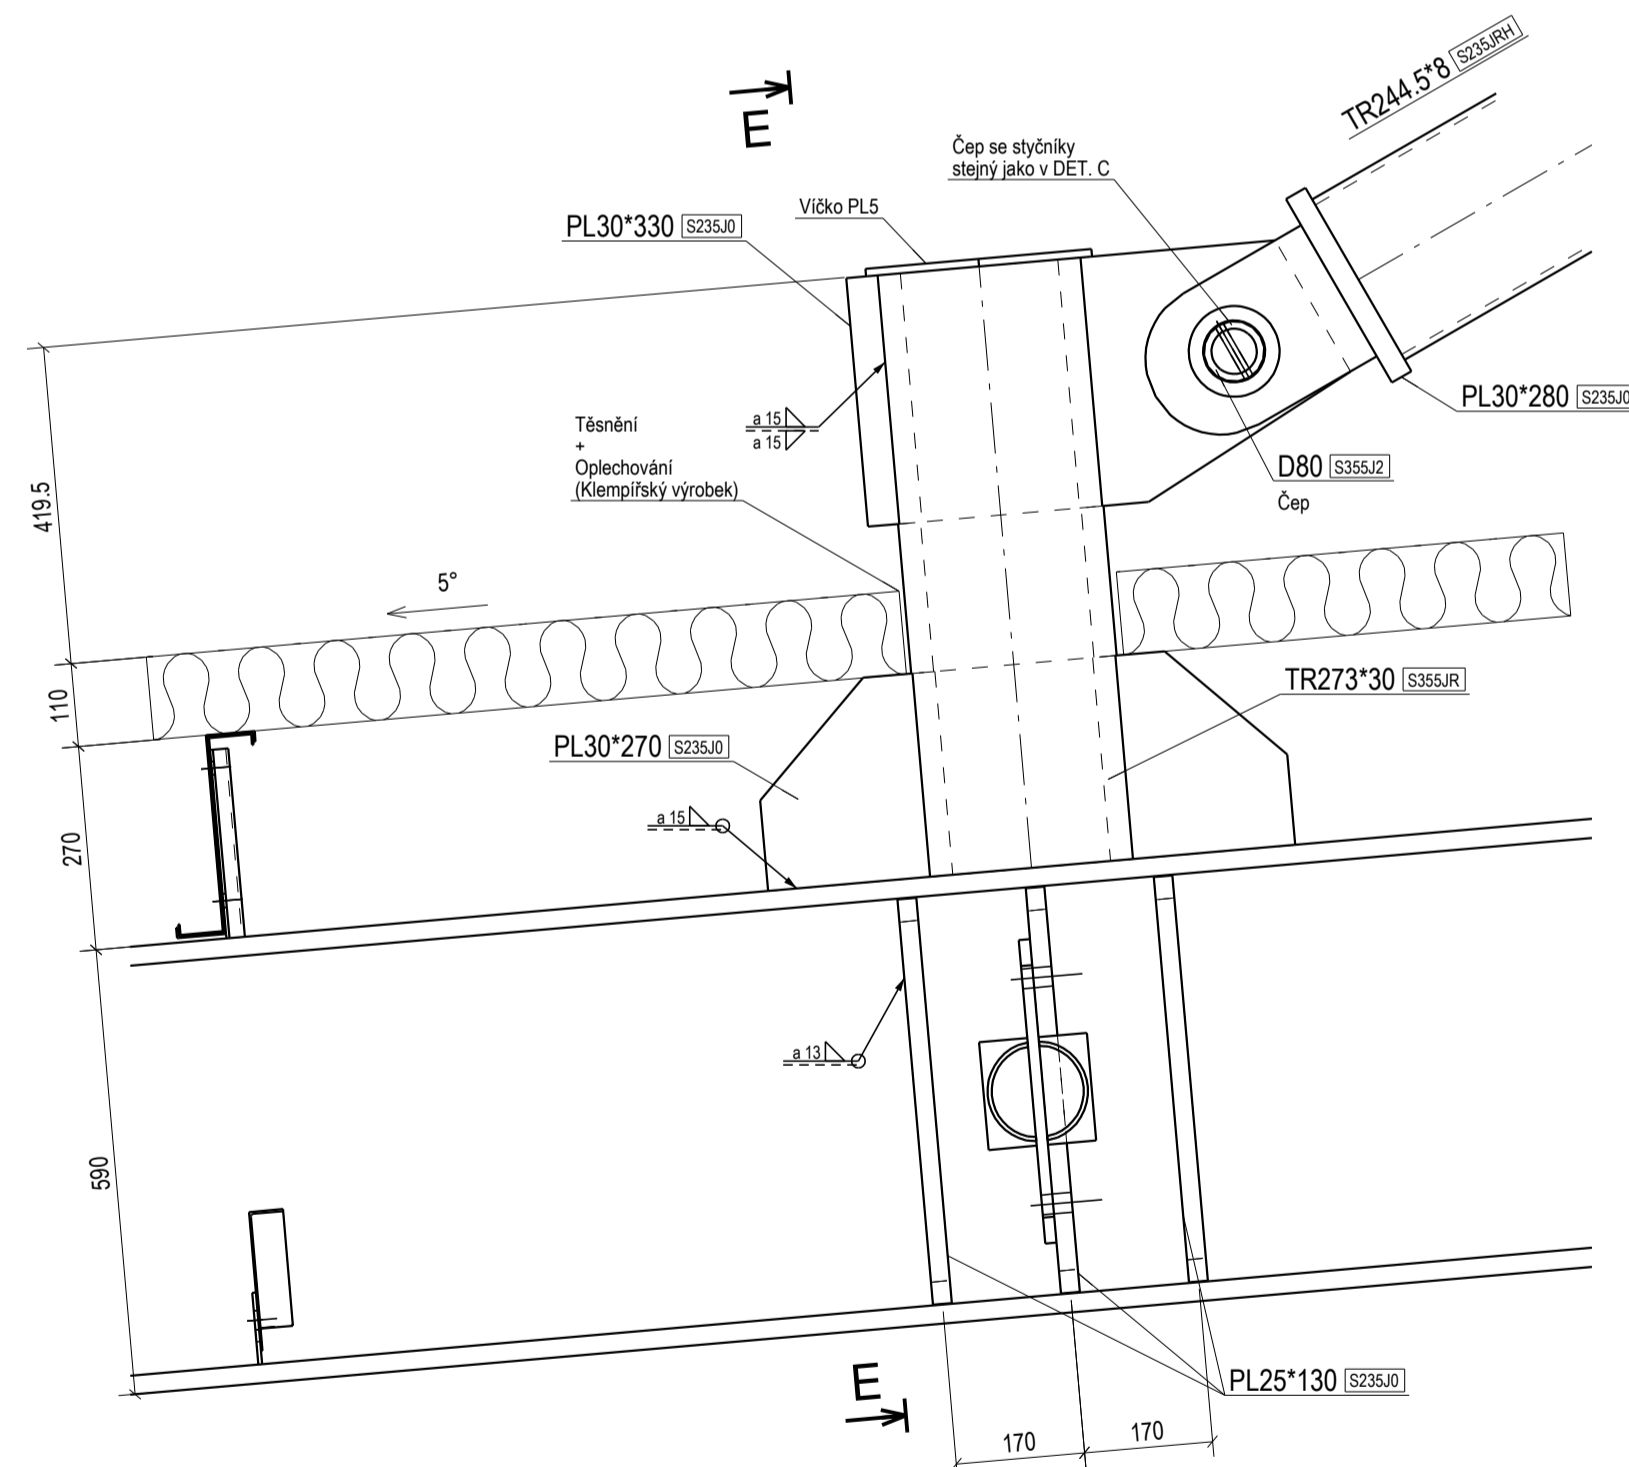 TR244.5*8 S235JRH
E
Čep se styčníky
stejný jako v DET. C
Víčko PL5
PL30*330 S235J0
PL30*280 S235J0
a 15
a 15
Těsnění
+
Oplechování
(Klempířský výrobek)
D80 S355J2
Čep
419.5
5°
110
TR273*30 S355JR
PL30*270 S235J0
a 15
270
a 13
590
E
PL25*130 S235J0
170
170